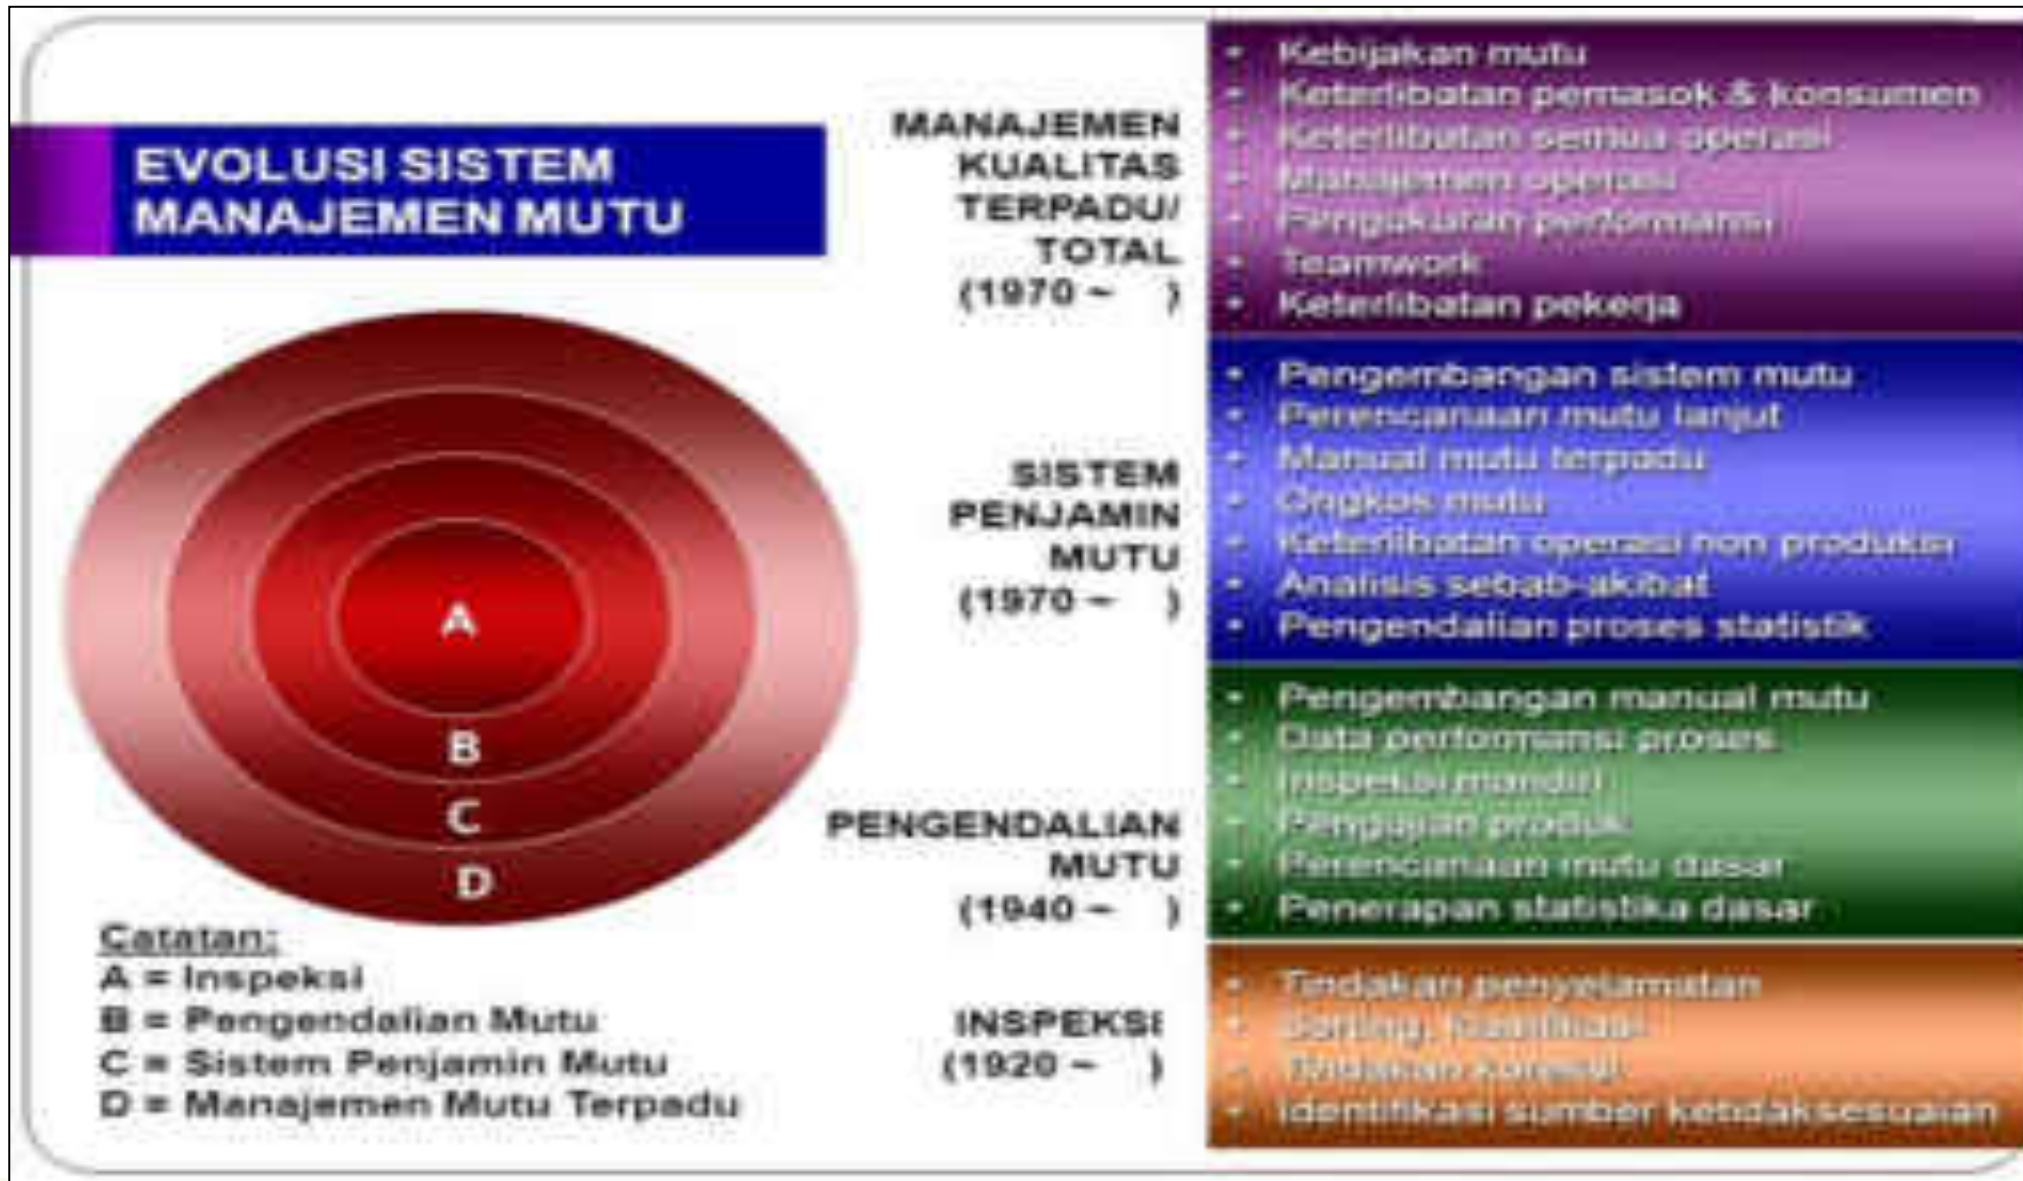 EVOLUSI SISTEM
MANAJEMEN MUTU
A
B
C
D
Catatan:
A = Inspeksi
B = Pengendalian Mutu
C = Sistem Penjamin Mutu
D = Manajemen Mutu Terpadu
MANAJEMEN
KUALITAS
TERPADU/
TOTAL
(1970 ~ )
• Kebijakan mutu
• Keterlibatan pemasok & konsumen
• Keterlibatan semua operasi
• Manajemen operasi
• Pengukuran performansi
• Teamwork
• Keterlibatan pekerja
SISTEM
PENJAMIN
MUTU
(1970 ~ )
• Pengembangan sistem mutu
• Perencanaan mutu lanjut
• Manual mutu terpadu
• Ongkos mutu
• Keterlibatan operasi non produksi
• Analisis sebab-akibat
• Pengendalian proses statistik
PENGENDALIAN
MUTU
(1940 ~ )
• Pengembangan manual mutu
• Data performansi proses
• Inspeksi mandiri
• Pengujian produk
• Perencanaan mutu dasar
• Penerapan statistika dasar
INSPEKSI
(1920 ~ )
• Tindakan penyelamatan
• Sorting,
• Tindakan koreksi
• Identifikasi sumber ketidaksesuaian